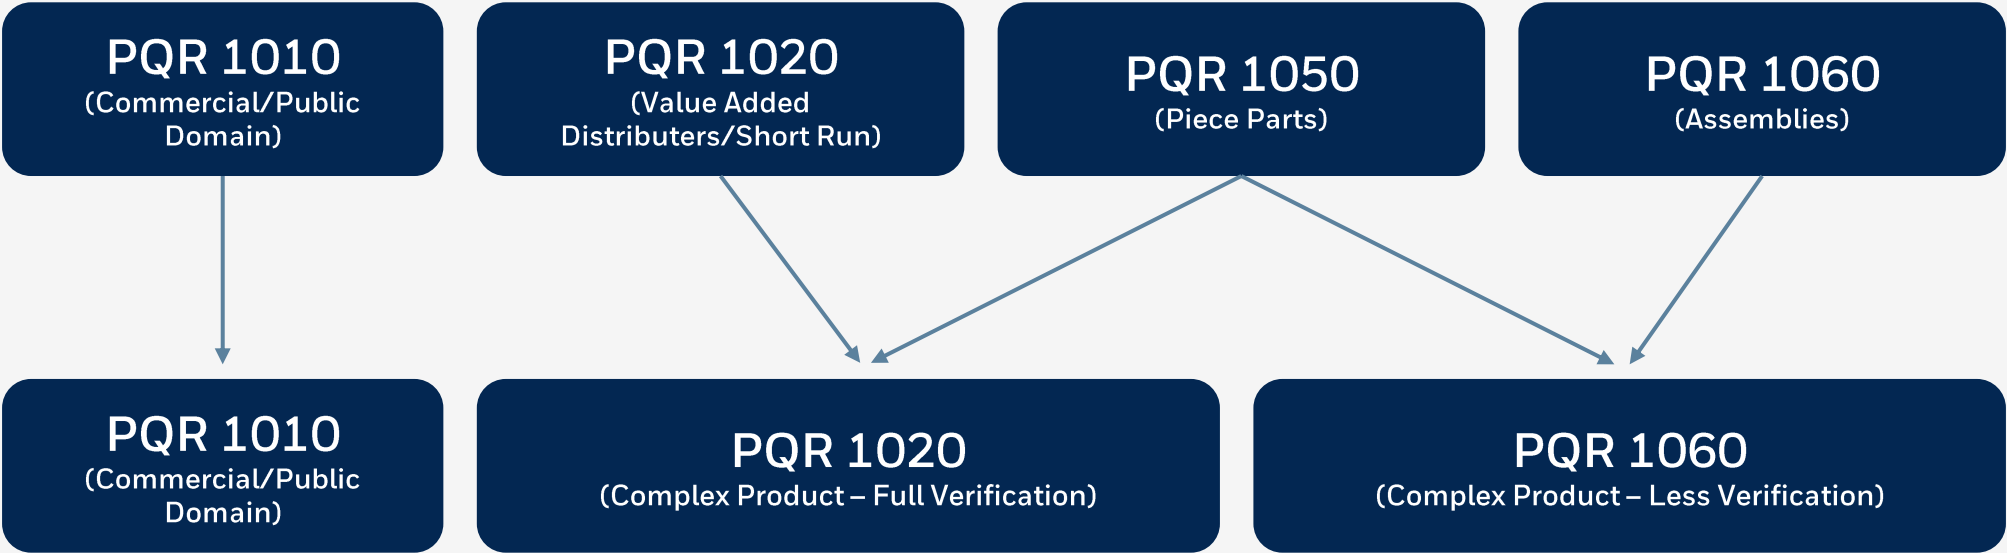 PQR 1010
(Commercial/Public
Domain)
PQR 1020
(Value Added
Distributers/Short Run)
PQR 1050
(Piece Parts)
PQR 1060
(Assemblies)
PQR 1010
(Commercial/Public
Domain)
PQR 1020
(Complex Product – Full Verification)
PQR 1060
(Complex Product – Less Verification)